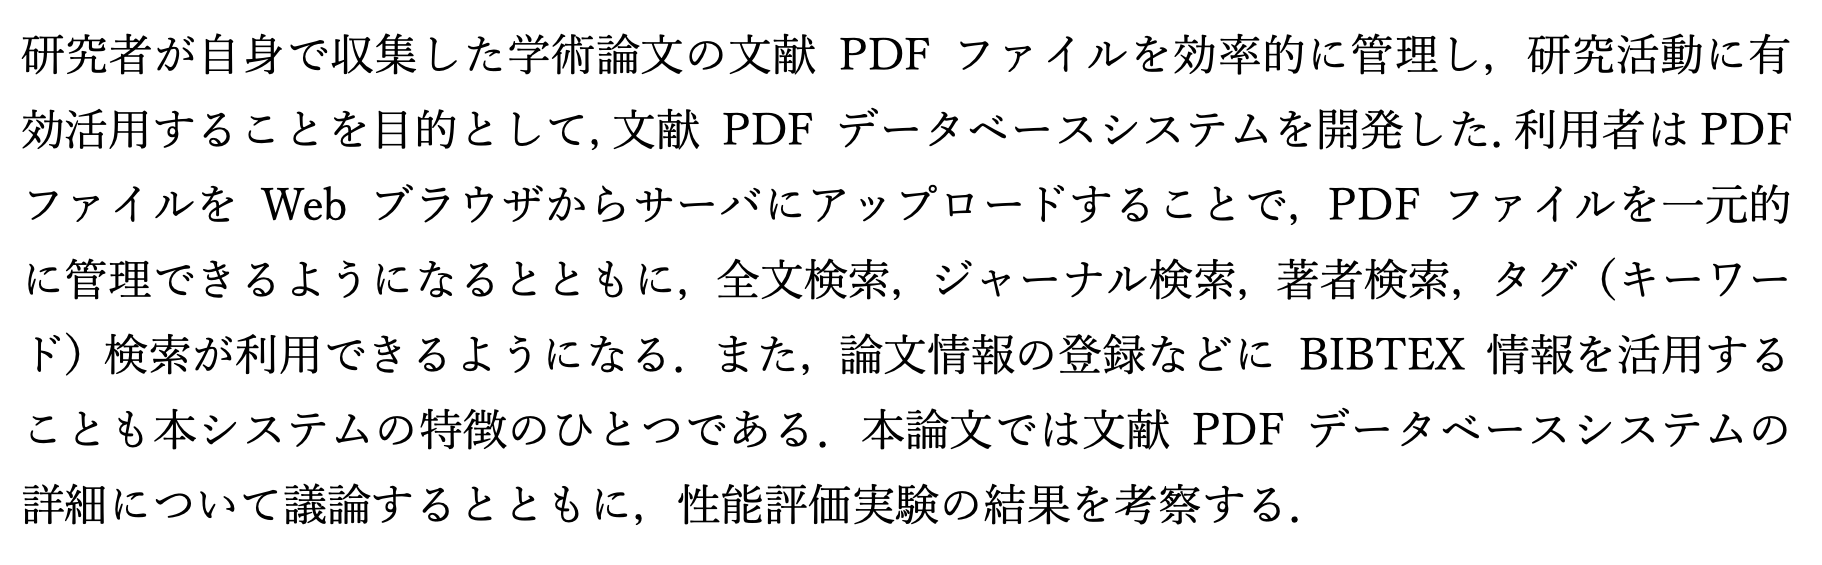 研究者が自身で収集した学術論文の文献 PDF ファイルを効率的に管理し，研究活動に有
効活用することを目的として，文献 PDF データベースシステムを開発した．利用者は PDF
ファイルを Web ブラウザからサーバにアップロードすることで，PDF ファイルを一元的
に管理できるようになるとともに，全文検索，ジャーナル検索，著者検索，タグ（キーワー
ド）検索が利用できるようになる．また，論文情報の登録などに BIBTEX 情報を活用する
ことも本システムの特徴のひとつである．本論文では文献 PDF データベースシステムの
詳細について議論するとともに，性能評価実験の結果を考察する．